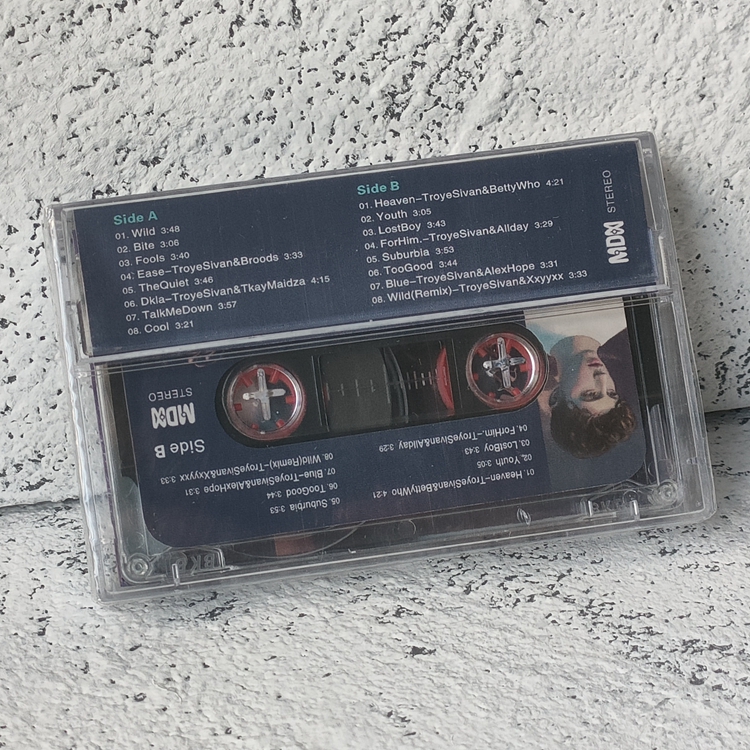 Side A
01. Wild 3:48
02. Bite 3:06
03. Fools 3:40
04. Ease-TroyeSivan&Broods 3:33
05. TheQuiet 3:46
06. Dkla-TroyeSivan&TkayMaidza 4:15
07. TalkMeDown 3:57
08. Cool 3:21
Side B
01. Heaven-TroyeSivan&BettyWho 4:21
02. Youth 3:05
03. LostBoy 3:43
04. ForHim.-TroyeSivan&Allday 3:29
05. Suburbia 3:53
06. TooGood 3:44
07. Blue-TroyeSivan&AlexHope 3:31
08. Wild(Remix)-TroyeSivan&Xxyyxx 3:33
MDM STEREO
01. Heaven-TroyeSivan&BettyWho 4:21
02. Youth 3:05
03. LostBoy 3:43
04. ForHim.-TroyeSivan&Allday 3:29
05. Suburbia 3:53
06. TooGood 3:44
07. Blue-TroyeSivan&AlexHope 3:31
08. Wild(Remix)-TroyeSivan&Xxyyxx 3:33
Side B
MDM
STEREO